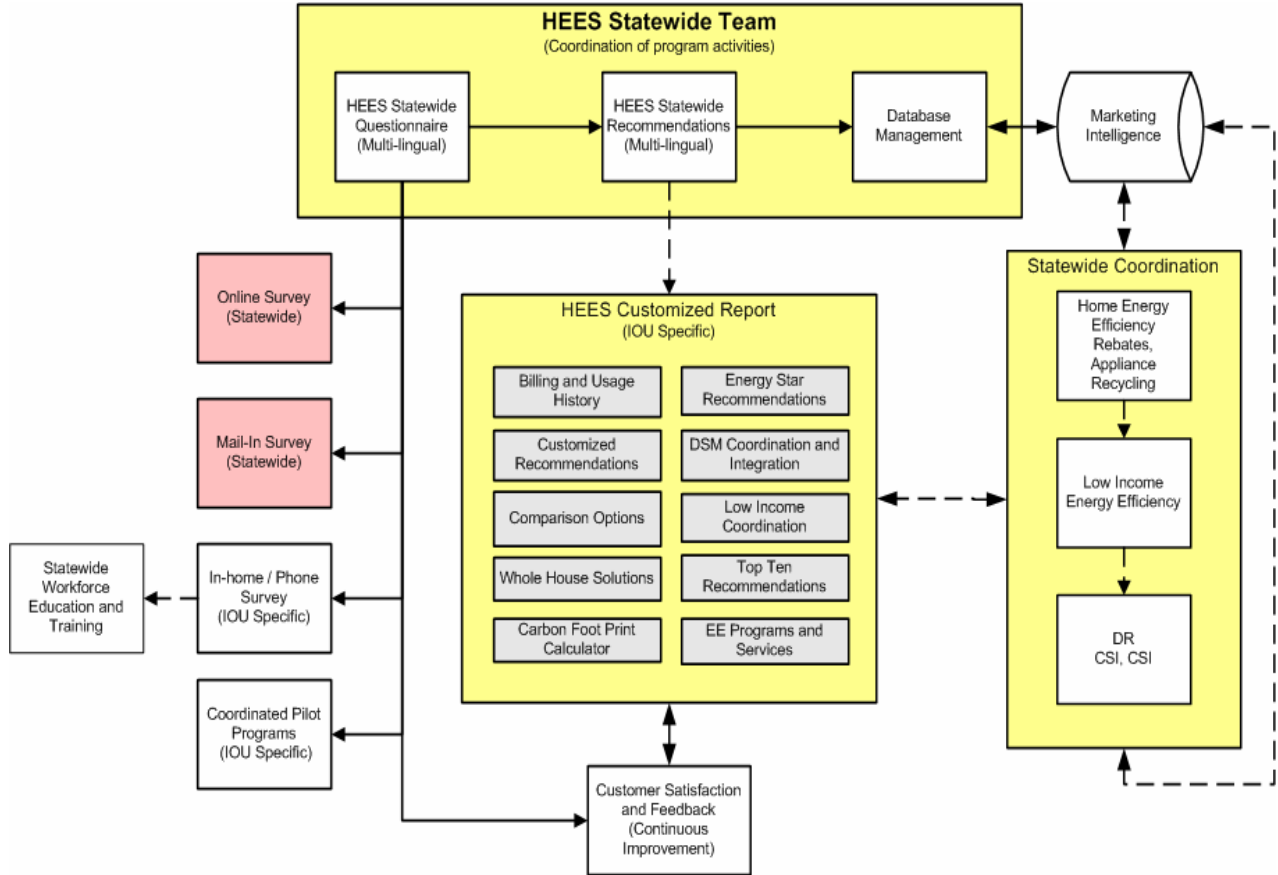 HEES Statewide Team
(Coordination of program activities)
HEES Statewide
Questionnaire
(Multi-lingual)
HEES Statewide
Recommendations
(Multi-lingual)
Database
Management
Marketing
Intelligence
Online Survey
(Statewide)
Mail-In Survey
(Statewide)
In-home / Phone
Survey
(IOU Specific)
Statewide
Workforce
Education and
Training
Coordinated Pilot
Programs
(IOU Specific)
HEES Customized Report
(IOU Specific)
Billing and Usage
History
Energy Star
Recommendations
Customized
Recommendations
DSM Coordination and
Integration
Comparison Options
Low Income
Coordination
Whole House Solutions
Top Ten
Recommendations
Carbon Foot Print
Calculator
EE Programs and
Services
Customer Satisfaction
and Feedback
(Continuous
Improvement)
Statewide Coordination
Home Energy
Efficiency
Rebates,
Appliance
Recycling
Low Income
Energy Efficiency
DR
CSI, CSI